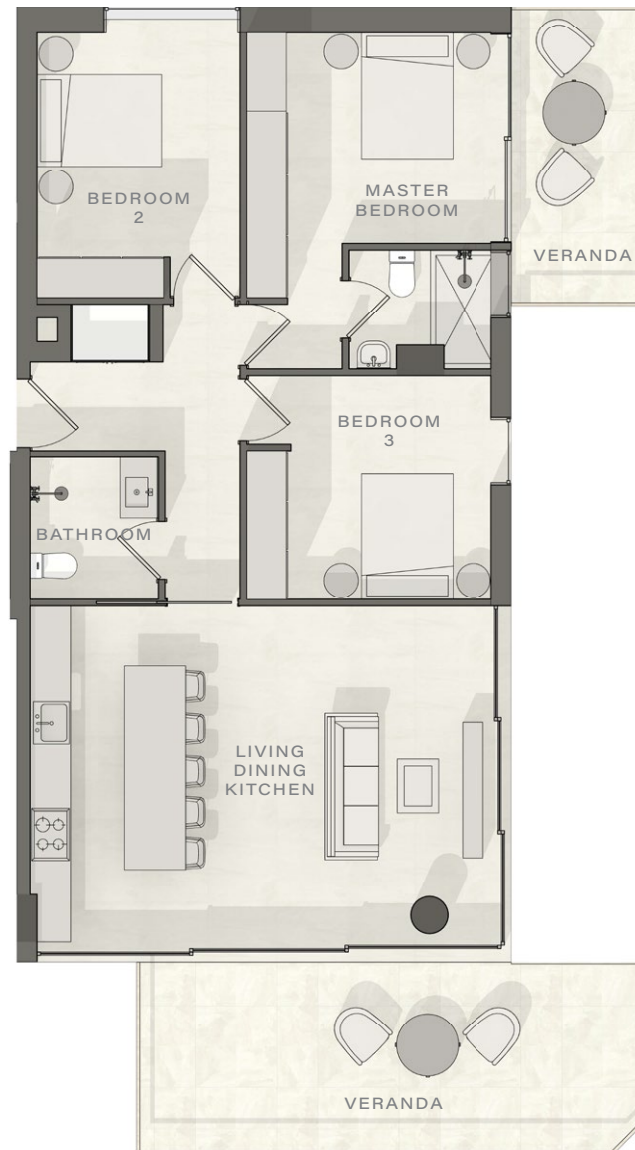 BEDROOM
2
MASTER
BEDROOM
VERANDA
BEDROOM
3
BATHROOM
LIVING
DINING
KITCHEN
VERANDA